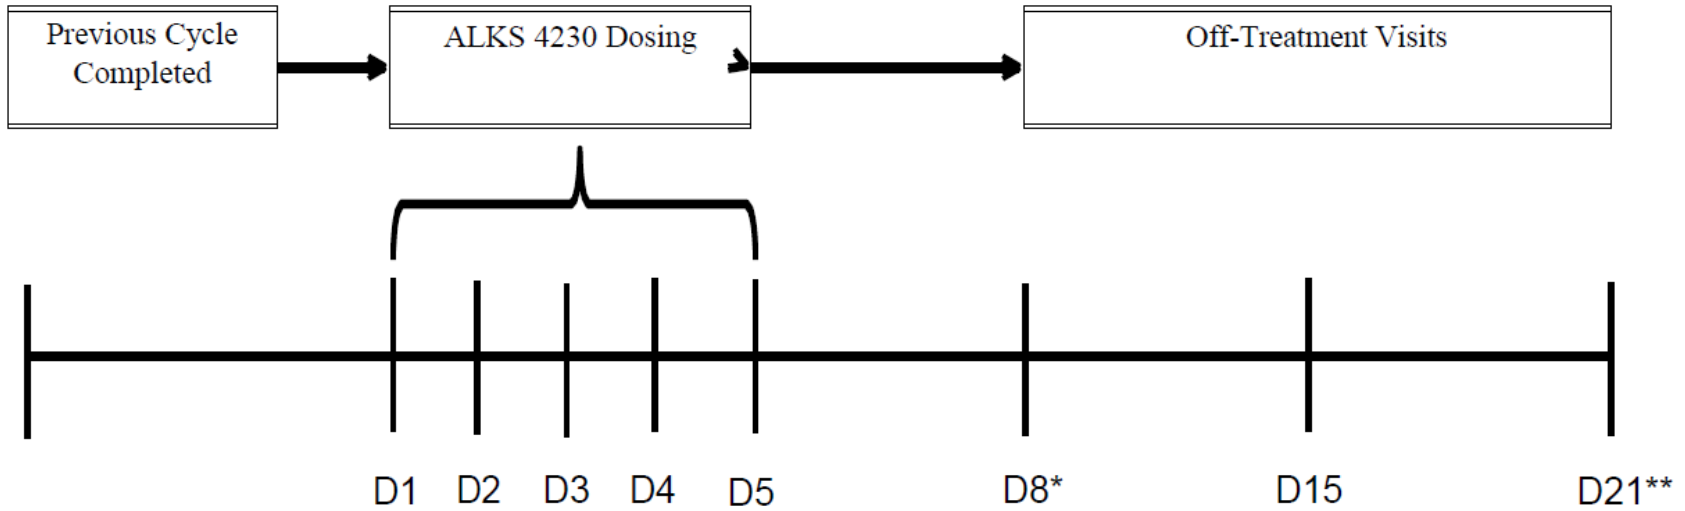 Previous Cycle
Completed
ALKS 4230 Dosing
Off-Treatment Visits
D1 D2 D3 D4 D5 D8* D15 D21**